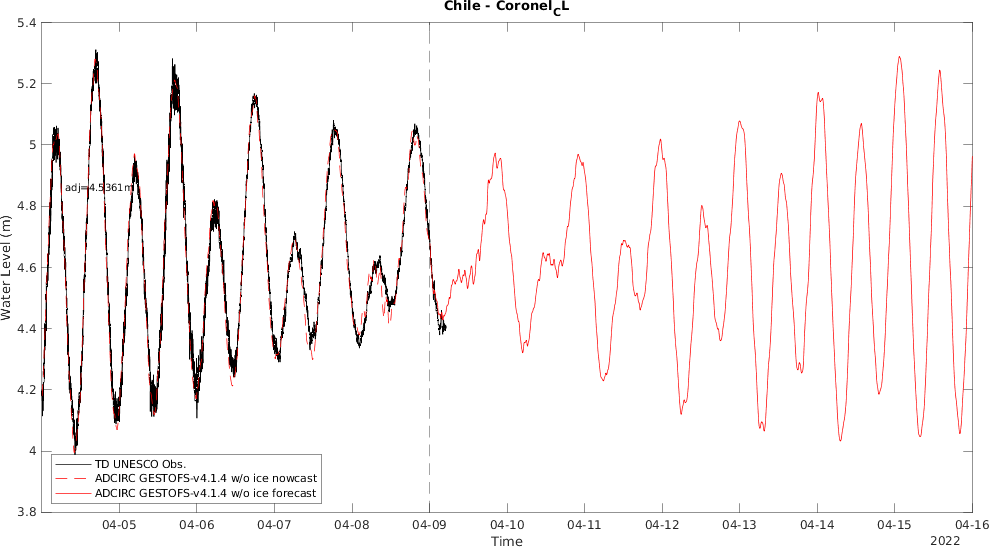 Chile - Coronel_CL
5.4
5.2
5
4.8
4.6
4.4
4.2
4
3.8
Water Level (m)
adj=4.5361m
TD UNESCO Obs.
ADCIRC GESTOFS-v4.1.4 w/o ice nowcast
ADCIRC GESTOFS-v4.1.4 w/o ice forecast
04-05 04-06 04-07 04-08 04-09 04-10 04-11 04-12 04-13 04-14 04-15 04-16
Time
2022